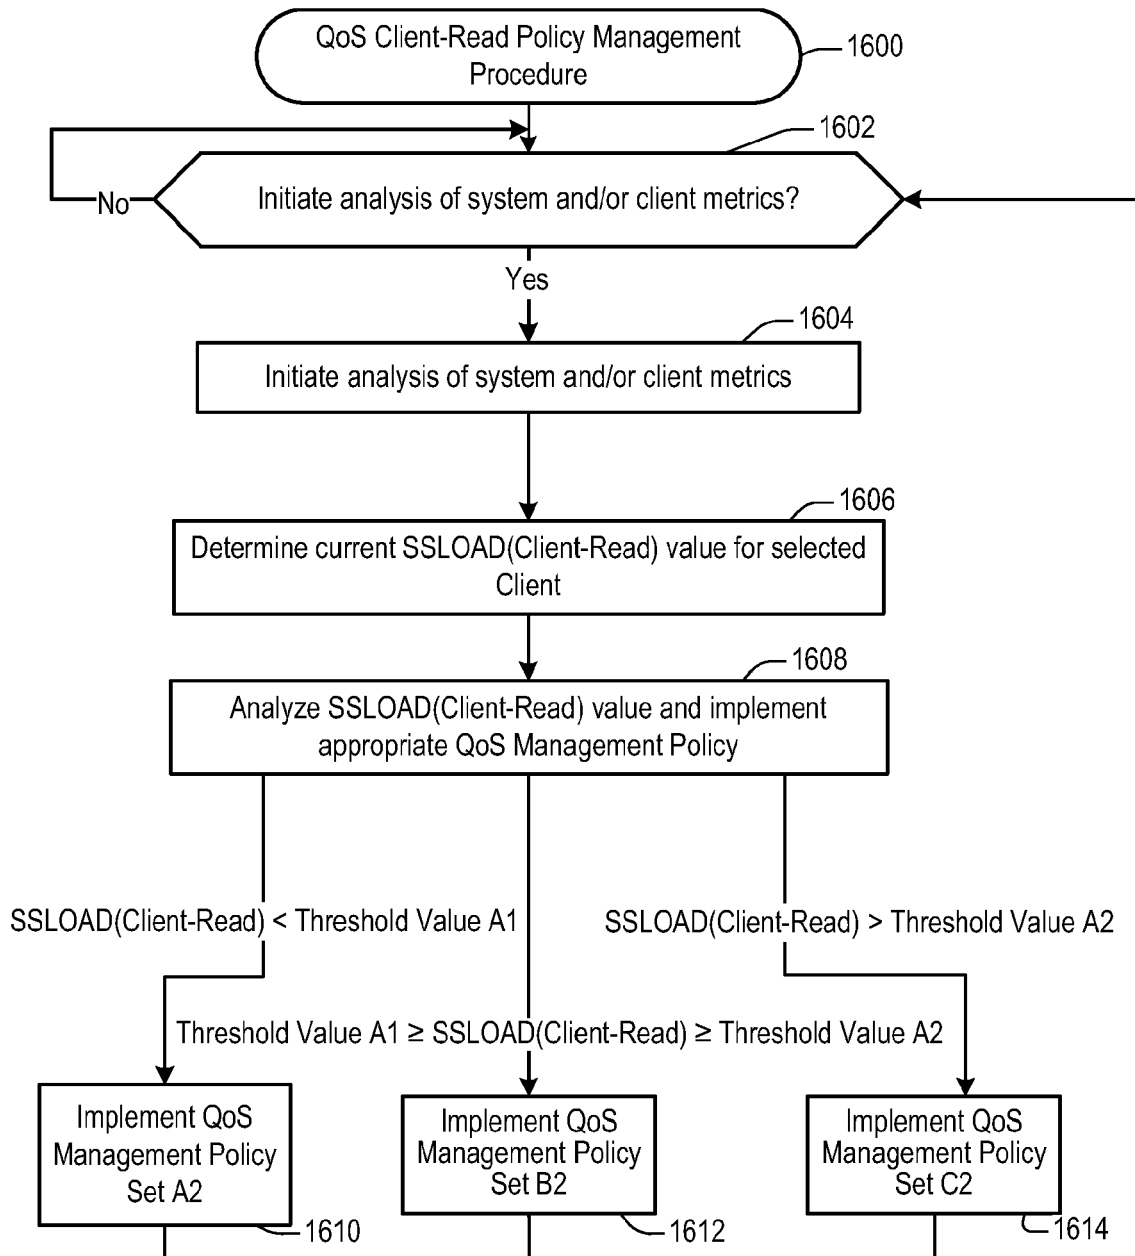 QoS Client-Read Policy Management
Procedure
1600
1602
Initiate analysis of system and/or client metrics?
No
Yes
1604
Initiate analysis of system and/or client metrics
1606
Determine current SSLOAD(Client-Read) value for selected
Client
1608
Analyze SSLOAD(Client-Read) value and implement
appropriate QoS Management Policy
SSLOAD(Client-Read) < Threshold Value A1
SSLOAD(Client-Read) > Threshold Value A2
Threshold Value A1 ≥ SSLOAD(Client-Read) ≥ Threshold Value A2
Implement QoS
Management Policy
Set A2
1610
Implement QoS
Management Policy
Set B2
1612
Implement QoS
Management Policy
Set C2
1614